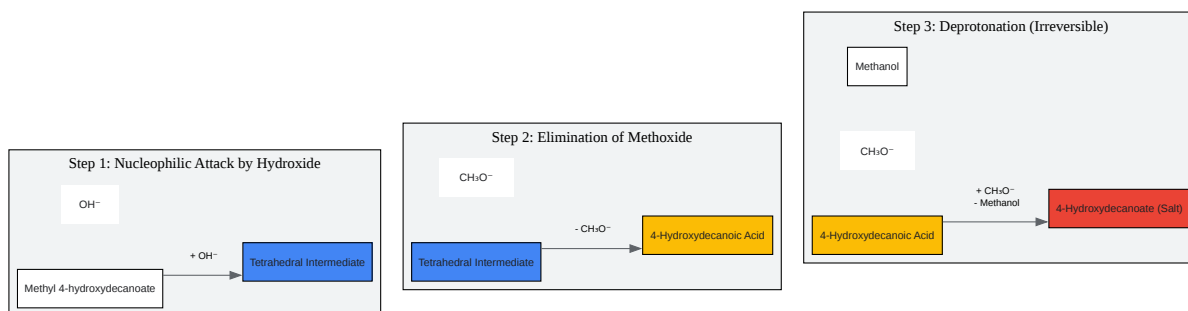 Step 1: Nucleophilic Attack by Hydroxide
OH⁻
+ OH⁻
Methyl 4-hydroxydecanoate
Tetrahedral Intermediate
Step 2: Elimination of Methoxide
CH₃O⁻
- CH₃O⁻
Tetrahedral Intermediate
4-Hydroxydecanoic Acid
Step 3: Deprotonation (Irreversible)
Methanol
CH₃O⁻
+ CH₃O⁻
- Methanol
4-Hydroxydecanoic Acid
4-Hydroxydecanoate (Salt)